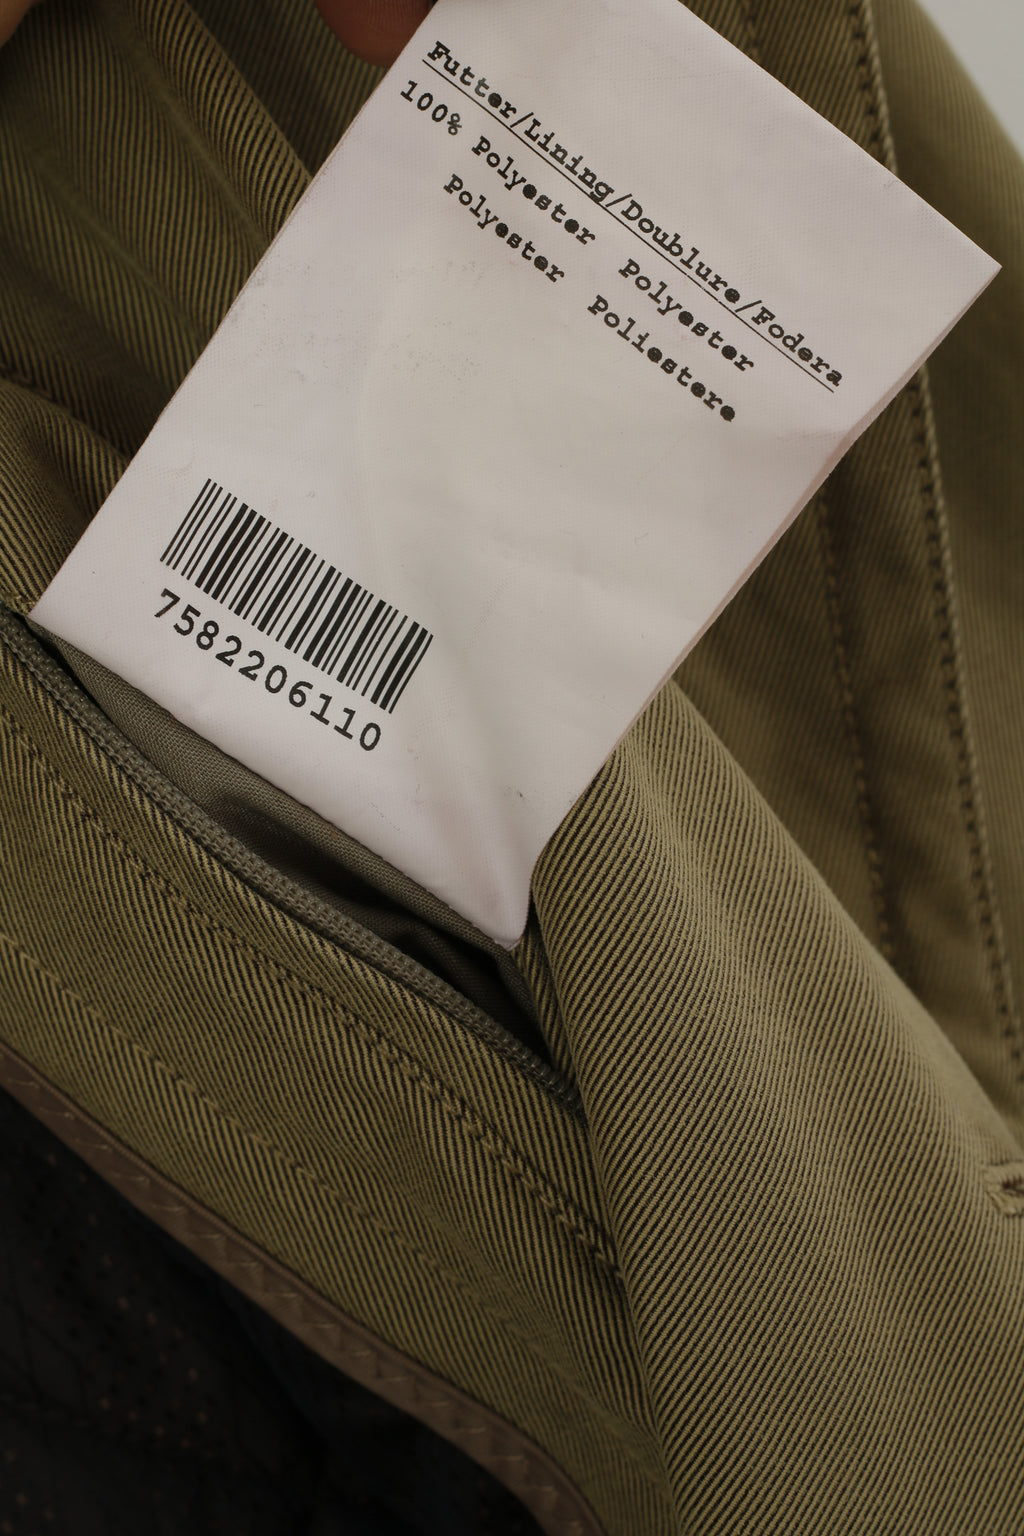 Futter/Lining/Doublure/Fodera
100% Polyester Polyester
Polyester Poliestere
7582206110